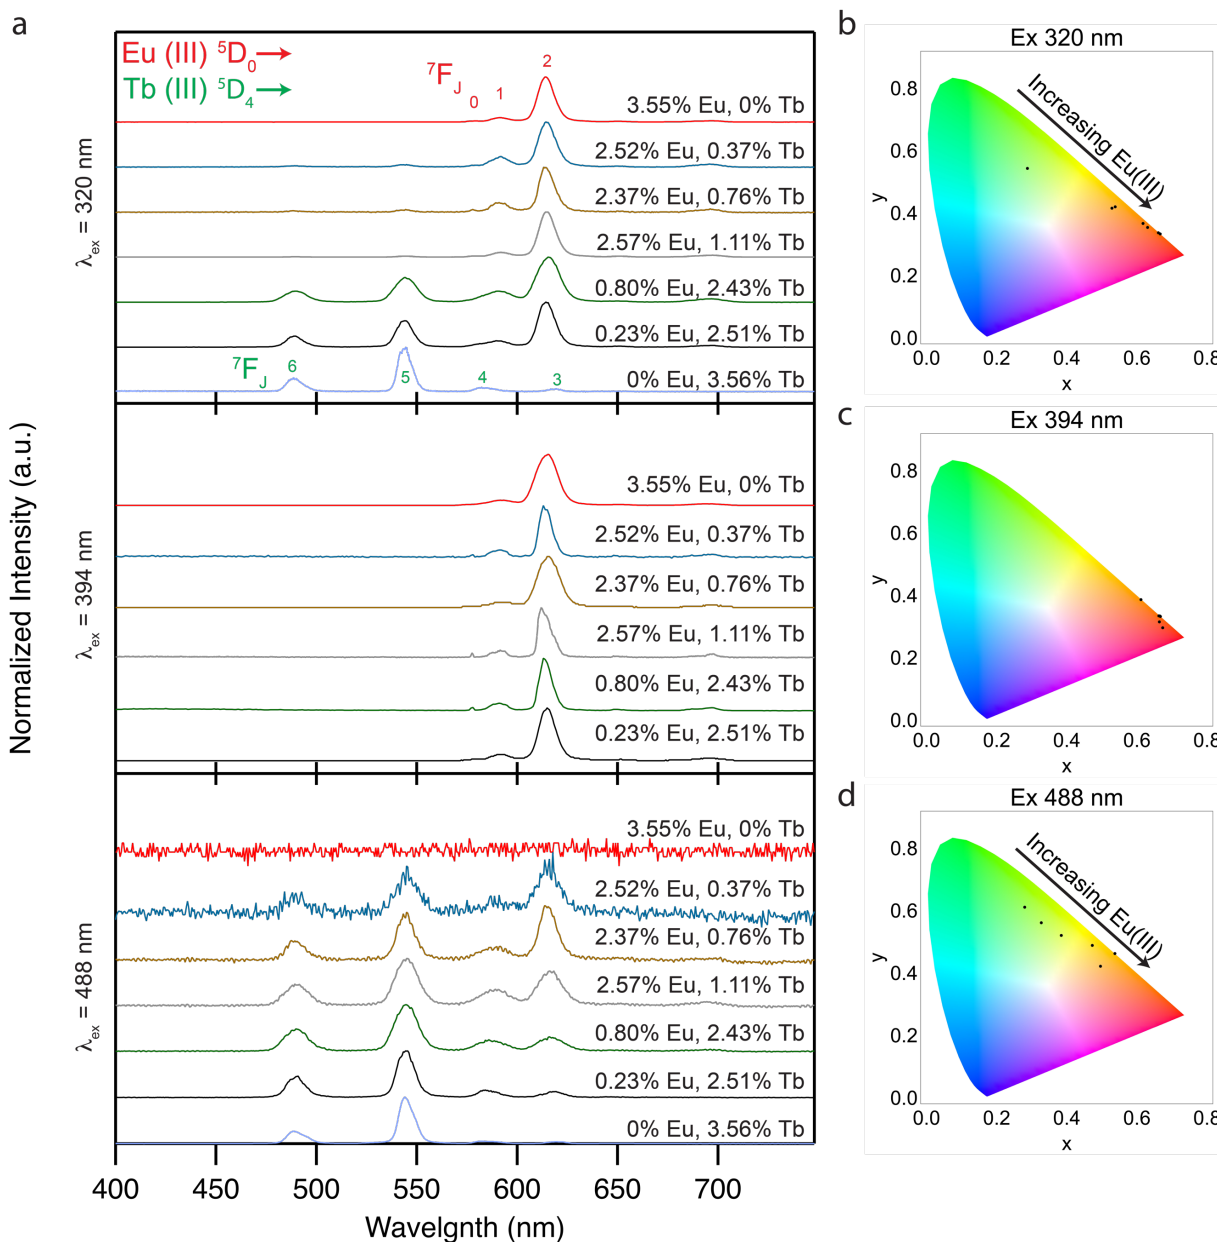 a
Eu (III) ⁵D₀→
Tb (III) ⁵D₄→
⁷F_J 0 1 2
3.55% Eu, 0% Tb
2.52% Eu, 0.37% Tb
2.37% Eu, 0.76% Tb
2.57% Eu, 1.11% Tb
0.80% Eu, 2.43% Tb
0.23% Eu, 2.51% Tb
⁷F_J 6 5 4 3
0% Eu, 3.56% Tb
λex = 320 nm
3.55% Eu, 0% Tb
2.52% Eu, 0.37% Tb
2.37% Eu, 0.76% Tb
2.57% Eu, 1.11% Tb
0.80% Eu, 2.43% Tb
0.23% Eu, 2.51% Tb
λex = 394 nm
3.55% Eu, 0% Tb
2.52% Eu, 0.37% Tb
2.37% Eu, 0.76% Tb
2.57% Eu, 1.11% Tb
0.80% Eu, 2.43% Tb
0.23% Eu, 2.51% Tb
0% Eu, 3.56% Tb
λex = 488 nm
Normalized Intensity (a.u.)
400 450 500 550 600 650 700
Wavelgnth (nm)
b
Ex 320 nm
Increasing Eu(III)
0.8
0.6
0.4
0.2
0.0
y
0.0 0.2 0.4 0.6 0.8
x
c
Ex 394 nm
0.8
0.6
0.4
0.2
0.0
y
0.0 0.2 0.4 0.6 0.8
x
d
Ex 488 nm
Increasing Eu(III)
0.8
0.6
0.4
0.2
0.0
y
0.0 0.2 0.4 0.6 0.8
x